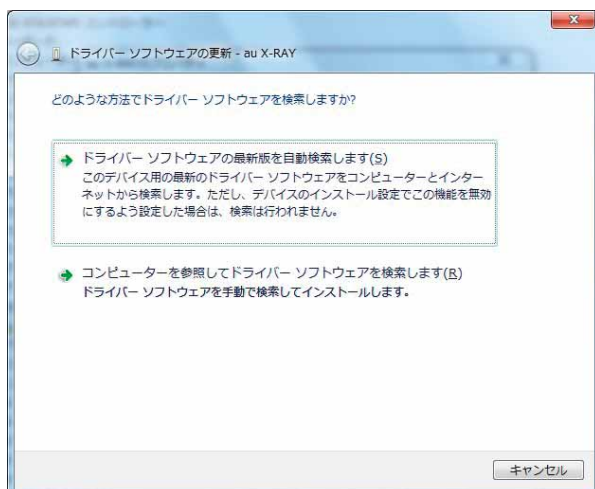 ドライバー ソフトウェアの更新 - au X-RAY
どのような方法でドライバー ソフトウェアを検索しますか?
ドライバー ソフトウェアの最新版を自動検索します(S)
このデバイス用の最新のドライバー ソフトウェアをコンピューターとインター
ネットから検索します。ただし、デバイスのインストール設定でこの機能を無効
にするよう設定した場合は、検索は行われません。
コンピューターを参照してドライバー ソフトウェアを検索します(R)
ドライバー ソフトウェアを手動で検索してインストールします。
キャンセル